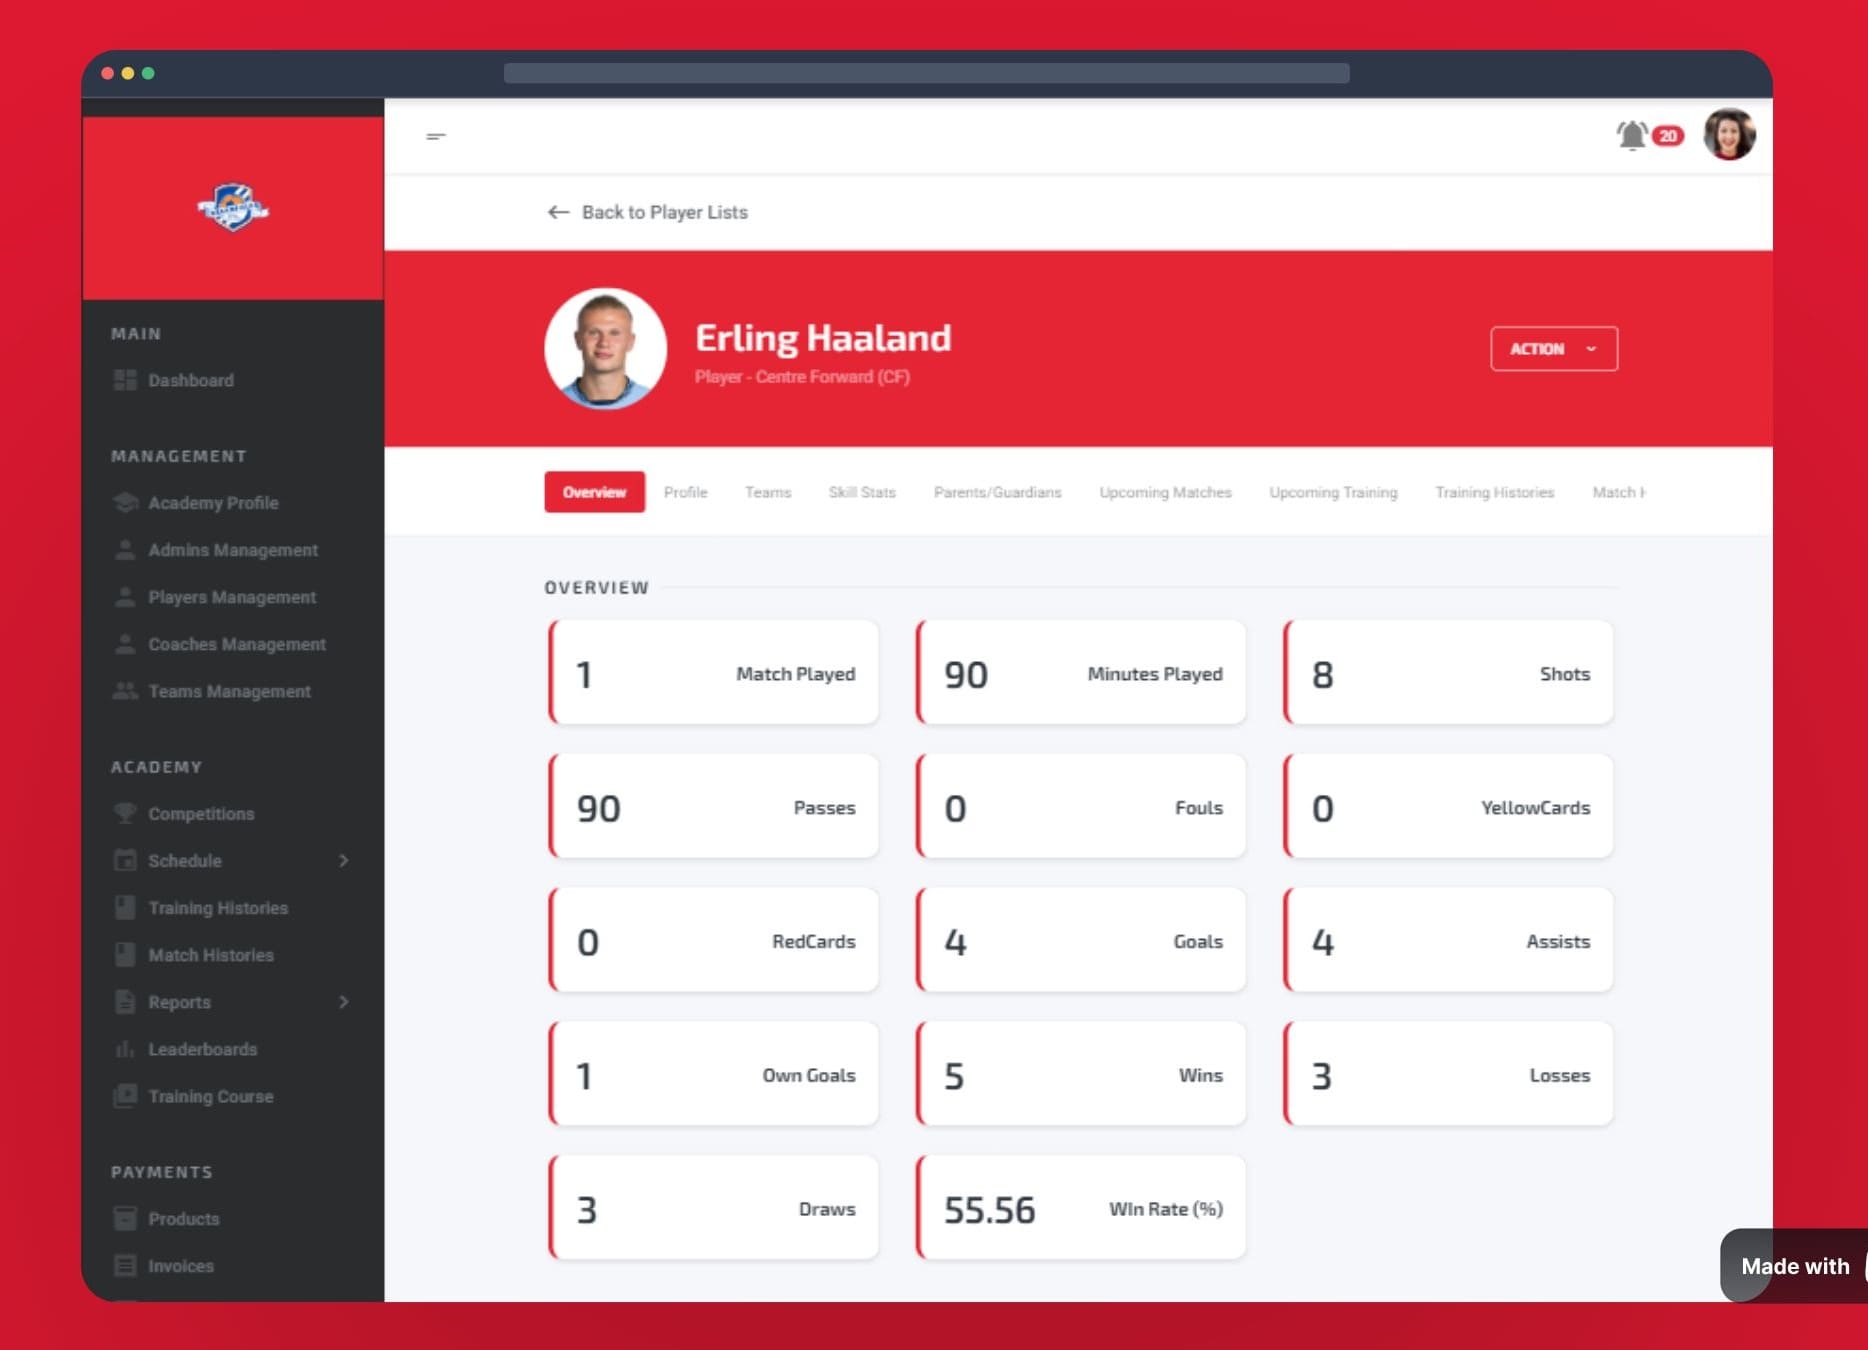 20
Back to Player Lists
Erling Haaland
Player - Centre Forward (CF)
ACTION
MAIN
Dashboard
MANAGEMENT
Academy Profile
Admins Management
Players Management
Coaches Management
Teams Management
ACADEMY
Competitions
Schedule
Training Histories
Match Histories
Reports
Leaderboards
Training Course
PAYMENTS
Products
Invoices
Overview Profile Teams Skill Stats Parents/Guardians Upcoming Matches Upcoming Training Training Histories Match H
OVERVIEW
1 Match Played
90 Minutes Played
8 Shots
90 Passes
0 Fouls
0 YellowCards
0 RedCards
4 Goals
4 Assists
1 Own Goals
5 Wins
3 Losses
3 Draws
55.56 WIn Rate (%)
Made with